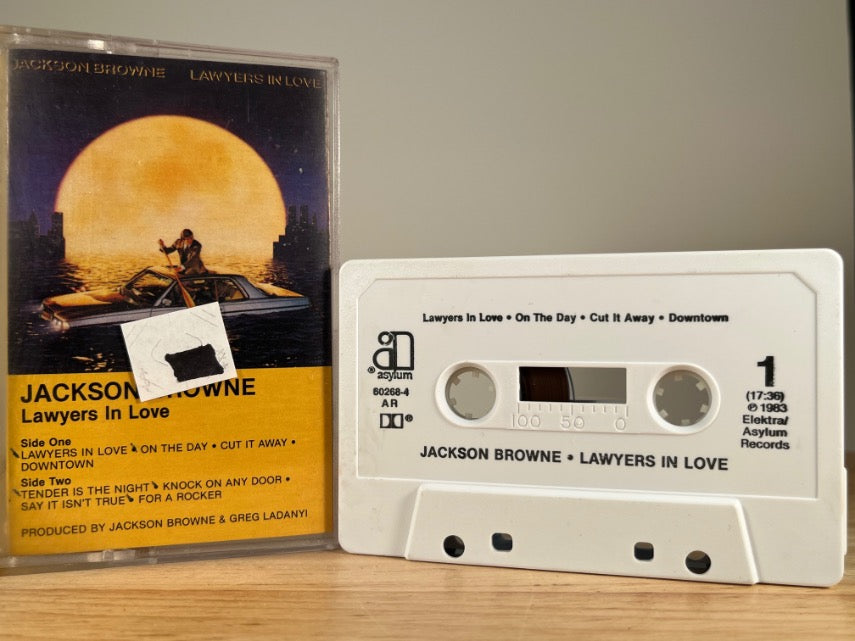 JACKSON BROWNE LAWYERS IN LOVE
JACKSON BROWNE
Lawyers In Love
Side One
LAWYERS IN LOVE • ON THE DAY • CUT IT AWAY •
DOWNTOWN
Side Two
TENDER IS THE NIGHT • KNOCK ON ANY DOOR •
SAY IT ISN'T TRUE • FOR A ROCKER
PRODUCED BY JACKSON BROWNE & GREG LADANYI
Lawyers In Love • On The Day • Cut It Away • Downtown
® asylum
60268-4
AR
®
100 50 0
1
(17:36)
℗ 1983
Elektra/
Asylum
Records
JACKSON BROWNE • LAWYERS IN LOVE